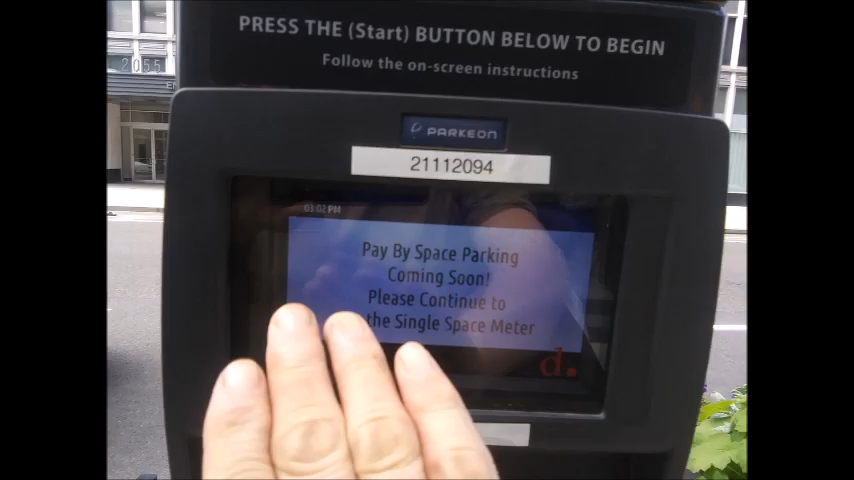 PRESS THE (Start) BUTTON BELOW TO BEGIN
Follow the on-screen instructions
2055
PARKEON
21112094
03:02 PM
Pay By Space Parking
Coming Soon!
Please Continue to
the Single Space Meter
d.